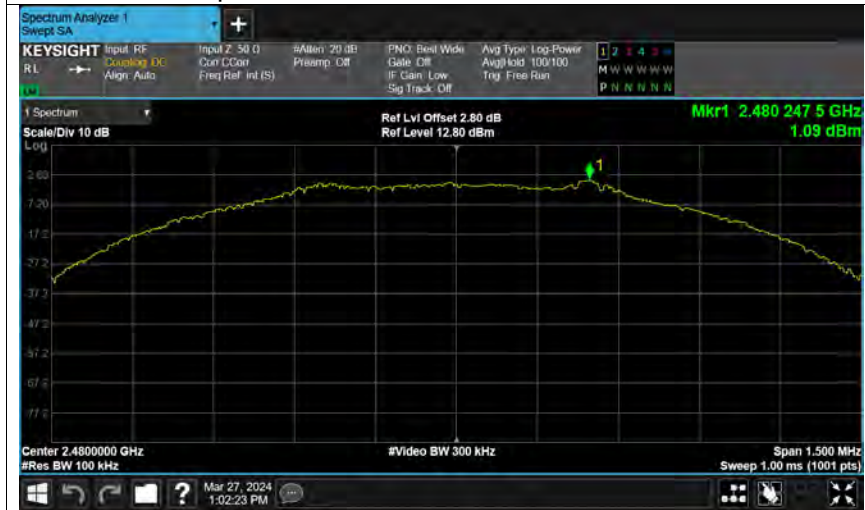 Spectrum Analyzer 1
Swept SA
+
KEYSIGHT
RL
Input: RF
Coupling: DC
Align: Auto
Input Z: 50 Ω
Corr CCorr
Freq Ref: Int (S)
#Atten: 20 dB
Preamp: Off
PNO: Best Wide
Gate: Off
IF Gain: Low
Sig Track: Off
Avg Type: Log-Power
Avg|Hold: 100/100
Trig: Free Run
1 2 3 4 5 6
M W W W W W
P N N N N N
1 Spectrum
Scale/Div 10 dB
Log
Ref Lvl Offset 2.80 dB
Ref Level 12.80 dBm
Mkr1 2.480 247 5 GHz
1.09 dBm
1
2.80
-7.20
-17.2
-27.2
-37.2
-47.2
-57.2
-67.2
-77.2
Center 2.4800000 GHz
#Res BW 100 kHz
#Video BW 300 kHz
Span 1.500 MHz
Sweep 1.00 ms (1001 pts)
?
Mar 27, 2024
1:02:23 PM